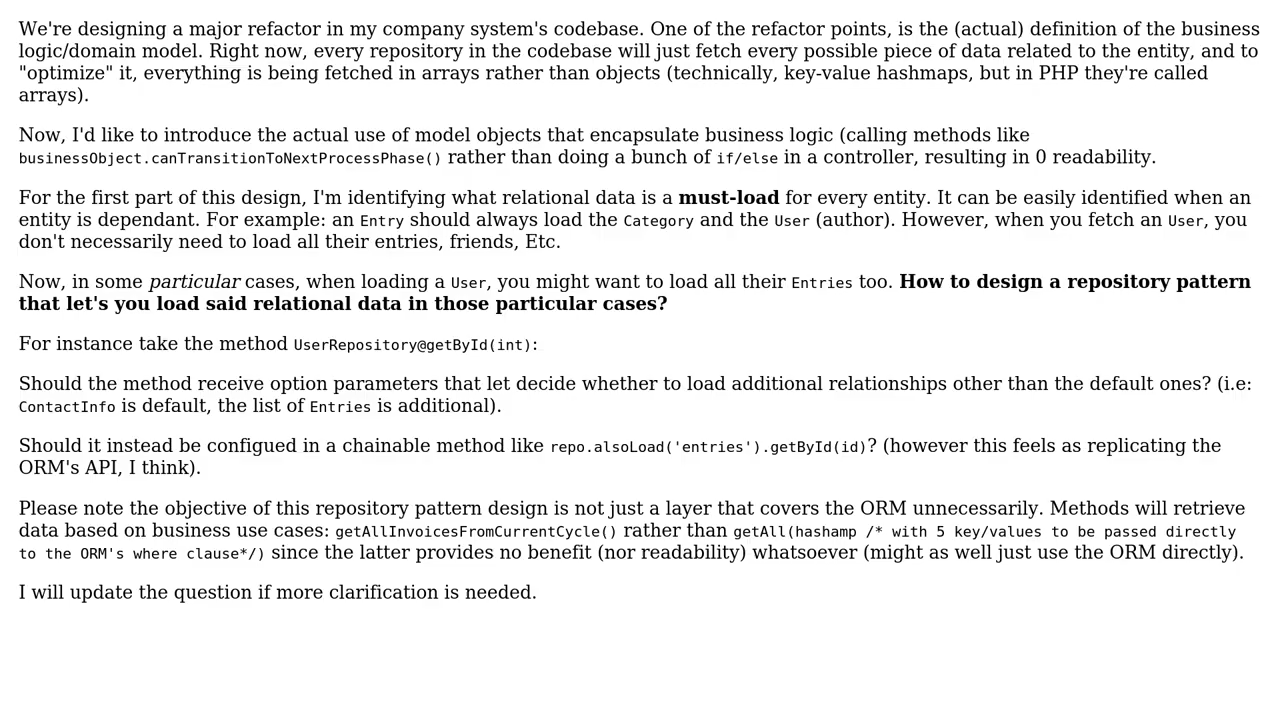 We're designing a major refactor in my company system's codebase. One of the refactor points, is the (actual) definition of the business
logic/domain model. Right now, every repository in the codebase will just fetch every possible piece of data related to the entity, and to
"optimize" it, everything is being fetched in arrays rather than objects (technically, key-value hashmaps, but in PHP they're called
arrays).
Now, I'd like to introduce the actual use of model objects that encapsulate business logic (calling methods like
businessObject.canTransitionToNextProcessPhase() rather than doing a bunch of if/else in a controller, resulting in 0 readability.
For the first part of this design, I'm identifying what relational data is a must-load for every entity. It can be easily identified when an
entity is dependant. For example: an Entry should always load the Category and the User (author). However, when you fetch an User, you
don't necessarily need to load all their entries, friends, Etc.
Now, in some particular cases, when loading a User, you might want to load all their Entries too. How to design a repository pattern
that let's you load said relational data in those particular cases?
For instance take the method UserRepository@getById(int):
Should the method receive option parameters that let decide whether to load additional relationships other than the default ones? (i.e:
ContactInfo is default, the list of Entries is additional).
Should it instead be configued in a chainable method like repo.alsoLoad('entries').getById(id)? (however this feels as replicating the
ORM's API, I think).
Please note the objective of this repository pattern design is not just a layer that covers the ORM unnecessarily. Methods will retrieve
data based on business use cases: getAllInvoicesFromCurrentCycle() rather than getAll(hashamp /* with 5 key/values to be passed directly
to the ORM's where clause*/) since the latter provides no benefit (nor readability) whatsoever (might as well just use the ORM directly).
I will update the question if more clarification is needed.